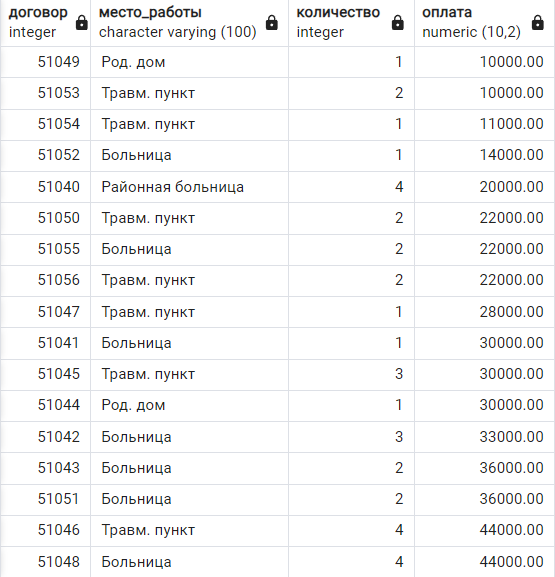 договор место_работы количество оплата
integer character varying (100) integer numeric (10,2)
51049 Род. дом 1 10000.00
51053 Травм. пункт 2 10000.00
51054 Травм. пункт 1 11000.00
51052 Больница 1 14000.00
51040 Районная больница 4 20000.00
51050 Травм. пункт 2 22000.00
51055 Больница 2 22000.00
51056 Травм. пункт 2 22000.00
51047 Травм. пункт 1 28000.00
51041 Больница 1 30000.00
51045 Травм. пункт 3 30000.00
51044 Род. дом 1 30000.00
51042 Больница 3 33000.00
51043 Больница 2 36000.00
51051 Больница 2 36000.00
51046 Травм. пункт 4 44000.00
51048 Больница 4 44000.00